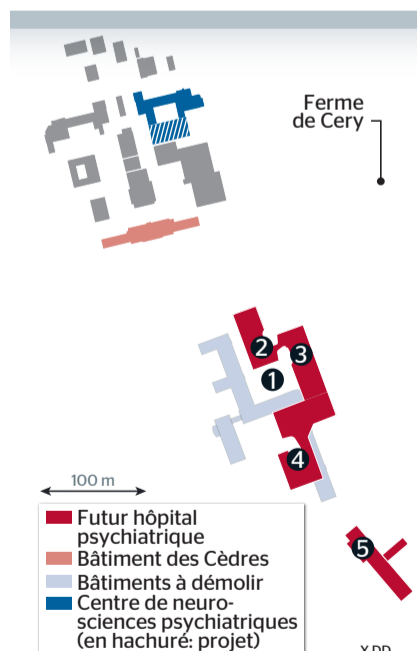 Ferme
de Cery
2
3
1
4
5
100 m
Futur hôpital
psychiatrique
Bâtiment des Cèdres
Bâtiments à démolir
Centre de neuro-
sciences psychiatriques
(en hachuré: projet)